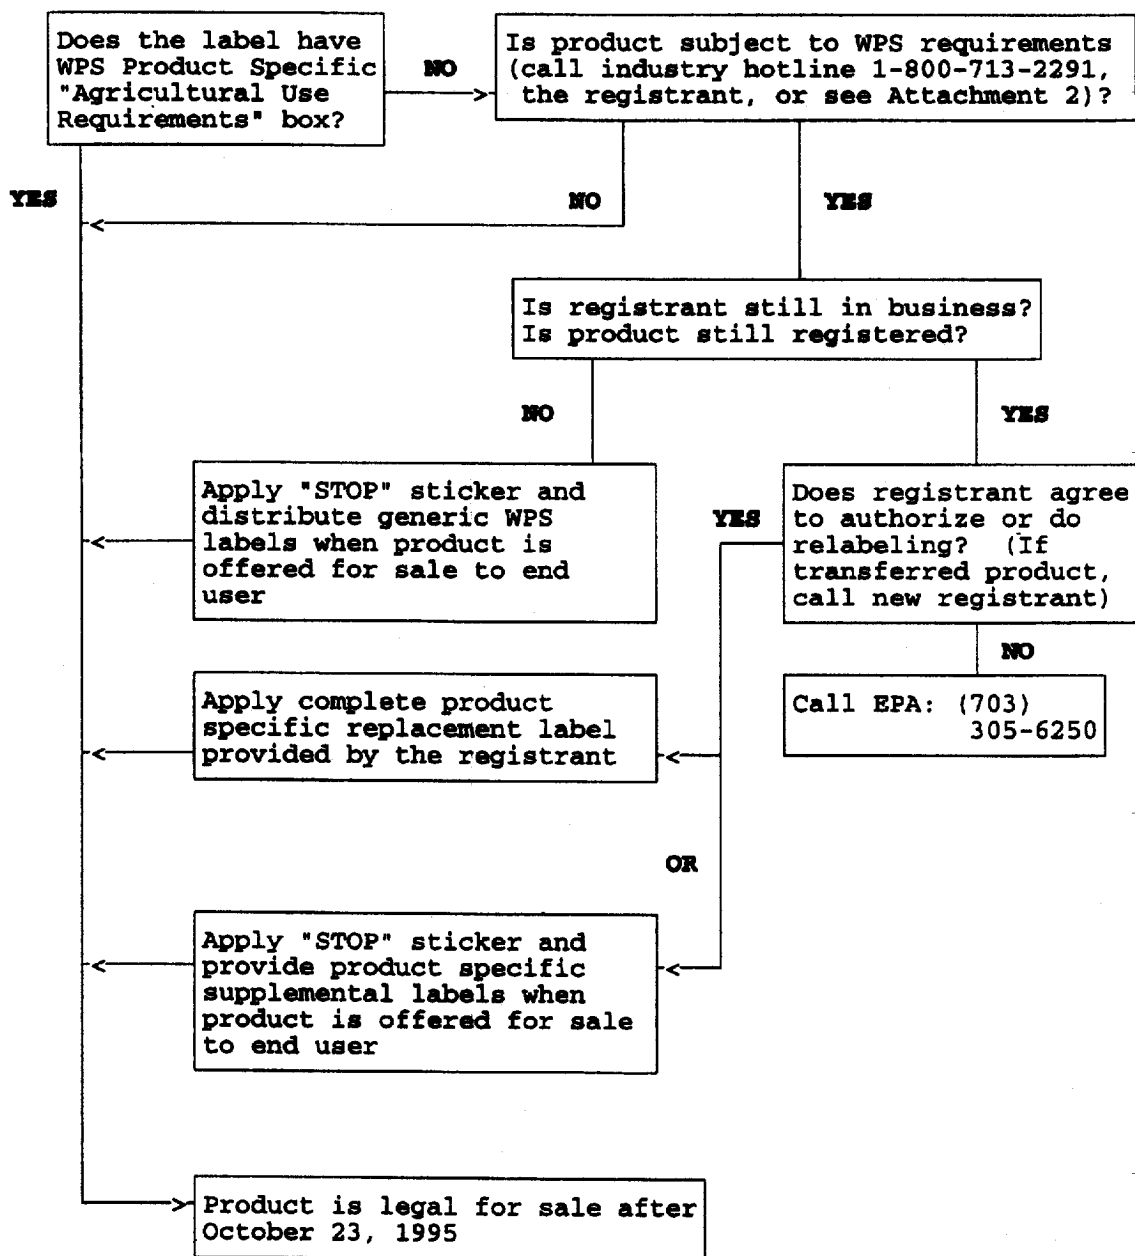 Does the label have
WPS Product Specific
"Agricultural Use
Requirements" box?
NO
Is product subject to WPS requirements
(call industry hotline 1-800-713-2291,
the registrant, or see Attachment 2)?
YES
NO
YES
Is registrant still in business?
Is product still registered?
NO
YES
Apply "STOP" sticker and
distribute generic WPS
labels when product is
offered for sale to end
user
YES
Does registrant agree
to authorize or do
relabeling? (If
transferred product,
call new registrant)
NO
Call EPA: (703)
305-6250
Apply complete product
specific replacement label
provided by the registrant
OR
Apply "STOP" sticker and
provide product specific
supplemental labels when
product is offered for sale
to end user
Product is legal for sale after
October 23, 1995